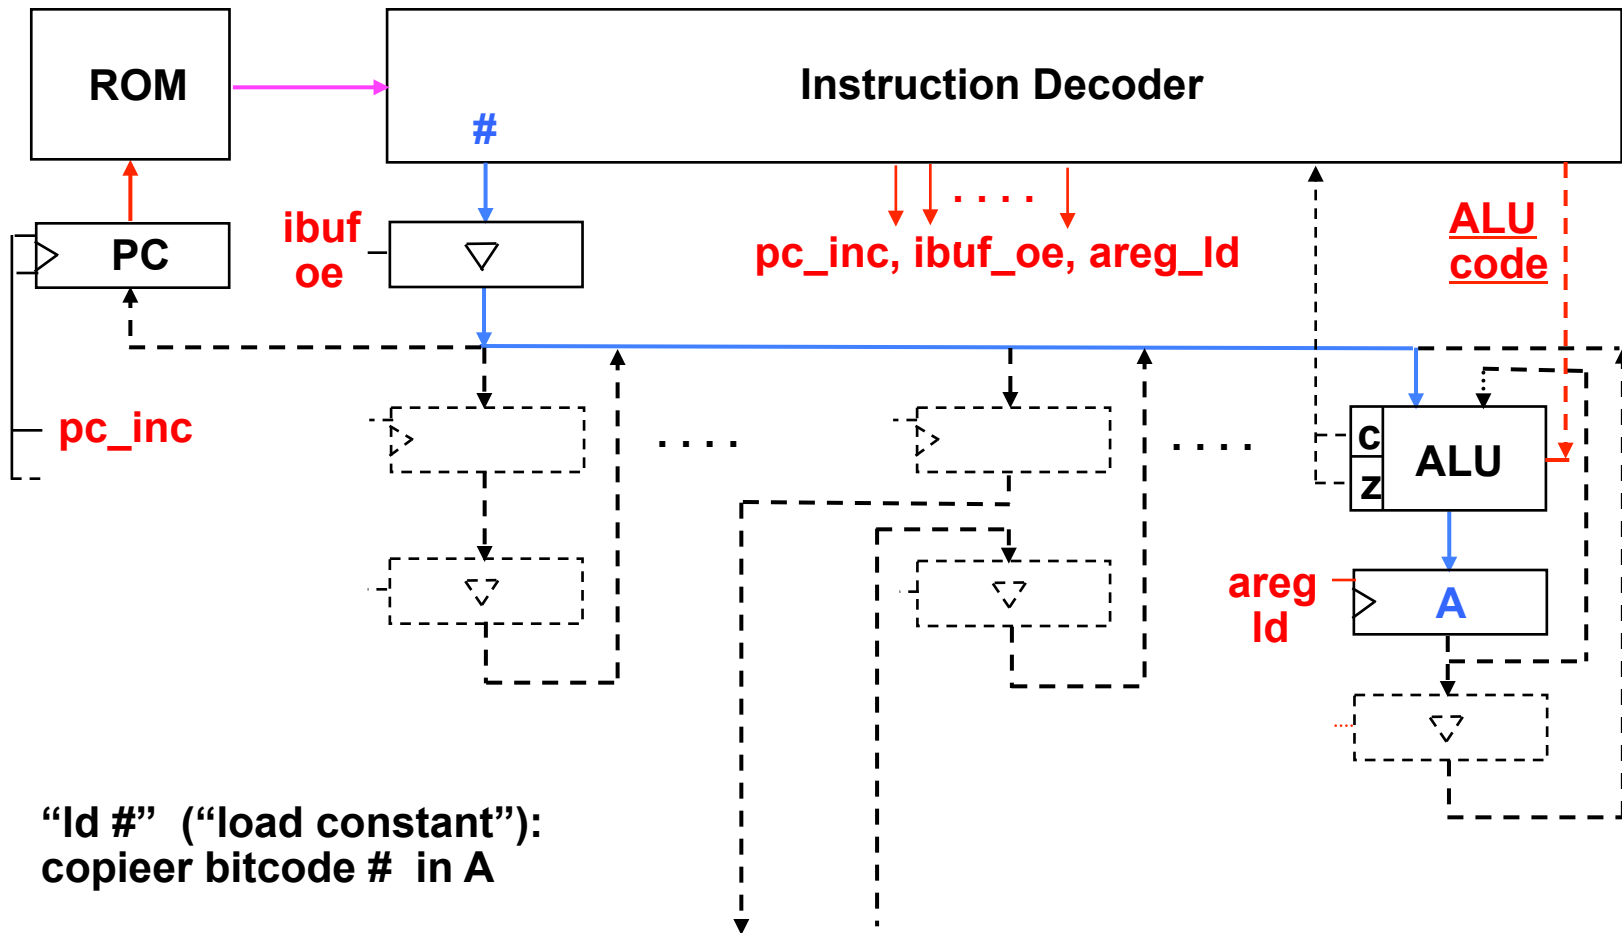 ROM
Instruction Decoder
#
ibuf
oe
PC
pc_inc, ibuf_oe, areg_ld
ALU
code
pc_inc
. . . .
. . . .
. . . .
c
z
ALU
areg
ld
A
“ld #” (“load constant”):
copieer bitcode # in A